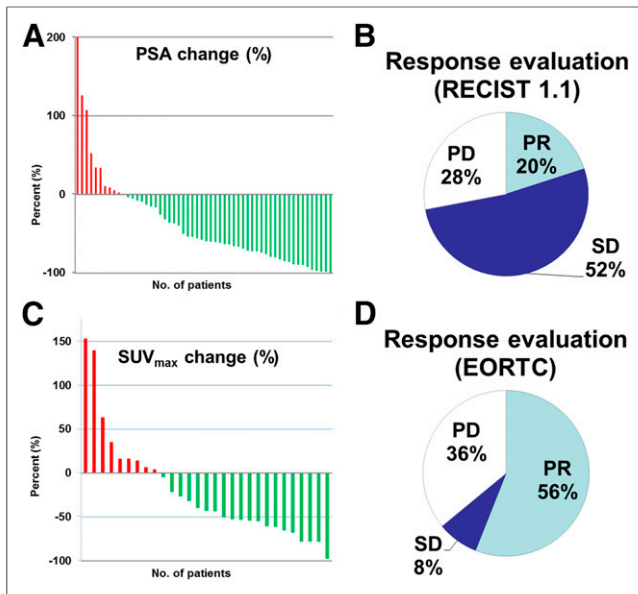 A
PSA change (%)
200
100
0
-100
Percent (%)
No. of patients
B
Response evaluation
(RECIST 1.1)
PD
28%
PR
20%
SD
52%
C
SUVmax change (%)
150
100
50
0
-50
-100
Percent (%)
No. of patients
D
Response evaluation
(EORTC)
PD
36%
PR
56%
SD
8%